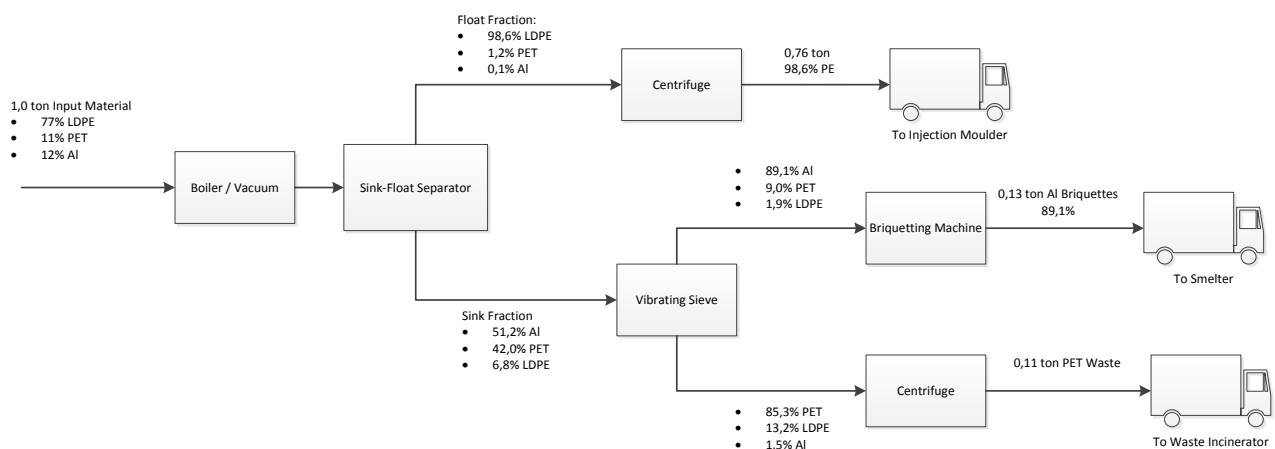 Float Fraction:
• 98,6% LDPE
• 1,2% PET
• 0,1% Al
Centrifuge
0,76 ton
98,6% PE
To Injection Moulder
1,0 ton Input Material
• 77% LDPE
• 11% PET
• 12% Al
Boiler / Vacuum
Sink-Float Separator
• 89,1% Al
• 9,0% PET
• 1,9% LDPE
Briquetting Machine
0,13 ton Al Briquettes
89,1%
To Smelter
Vibrating Sieve
Sink Fraction
• 51,2% Al
• 42,0% PET
• 6,8% LDPE
Centrifuge
0,11 ton PET Waste
To Waste Incinerator
• 85,3% PET
• 13,2% LDPE
• 1,5% Al